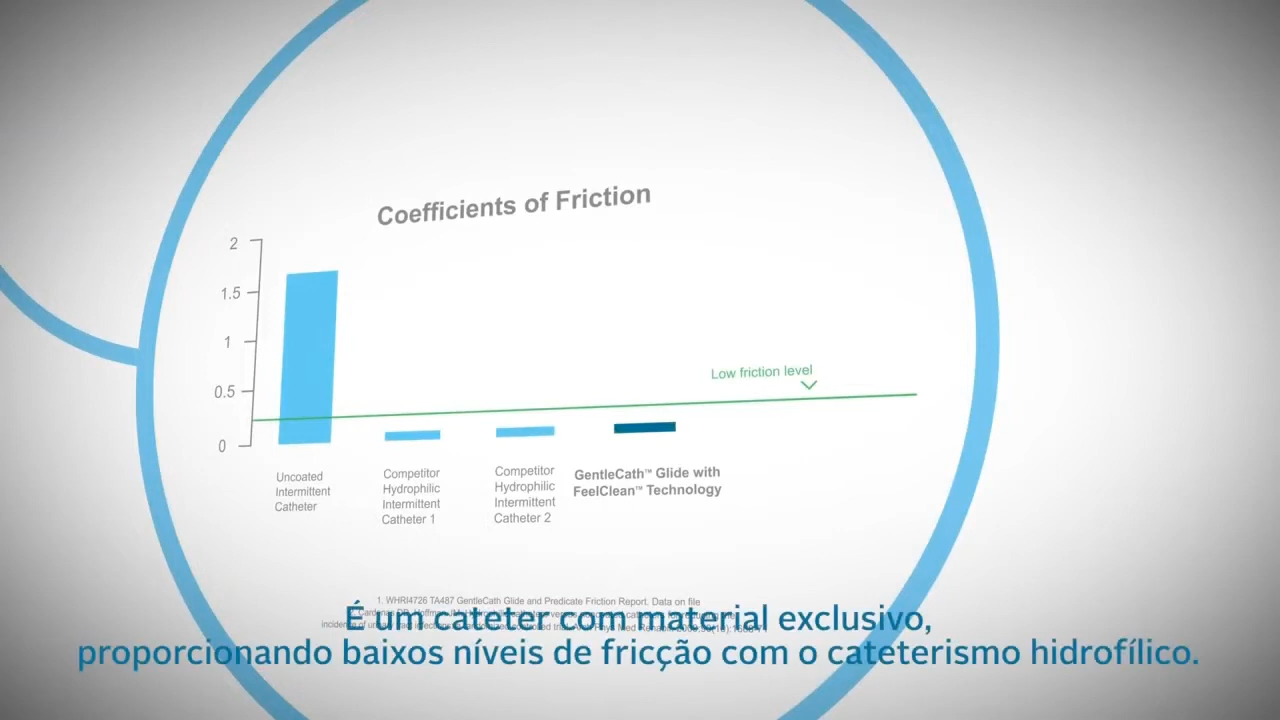 Coefficients of Friction
2
1.5
1
0.5
0
Low friction level
Uncoated
Intermittent
Catheter
Competitor
Hydrophilic
Intermittent
Catheter 1
Competitor
Hydrophilic
Intermittent
Catheter 2
GentleCath™ Glide with
FeelClean™ Technology
1. WHRI4726 TA487 GentleCath Glide and Predicate Friction Report. Data on file
É um cateter com material exclusivo,
proporcionando baixos níveis de fricção com o cateterismo hidrofílico.